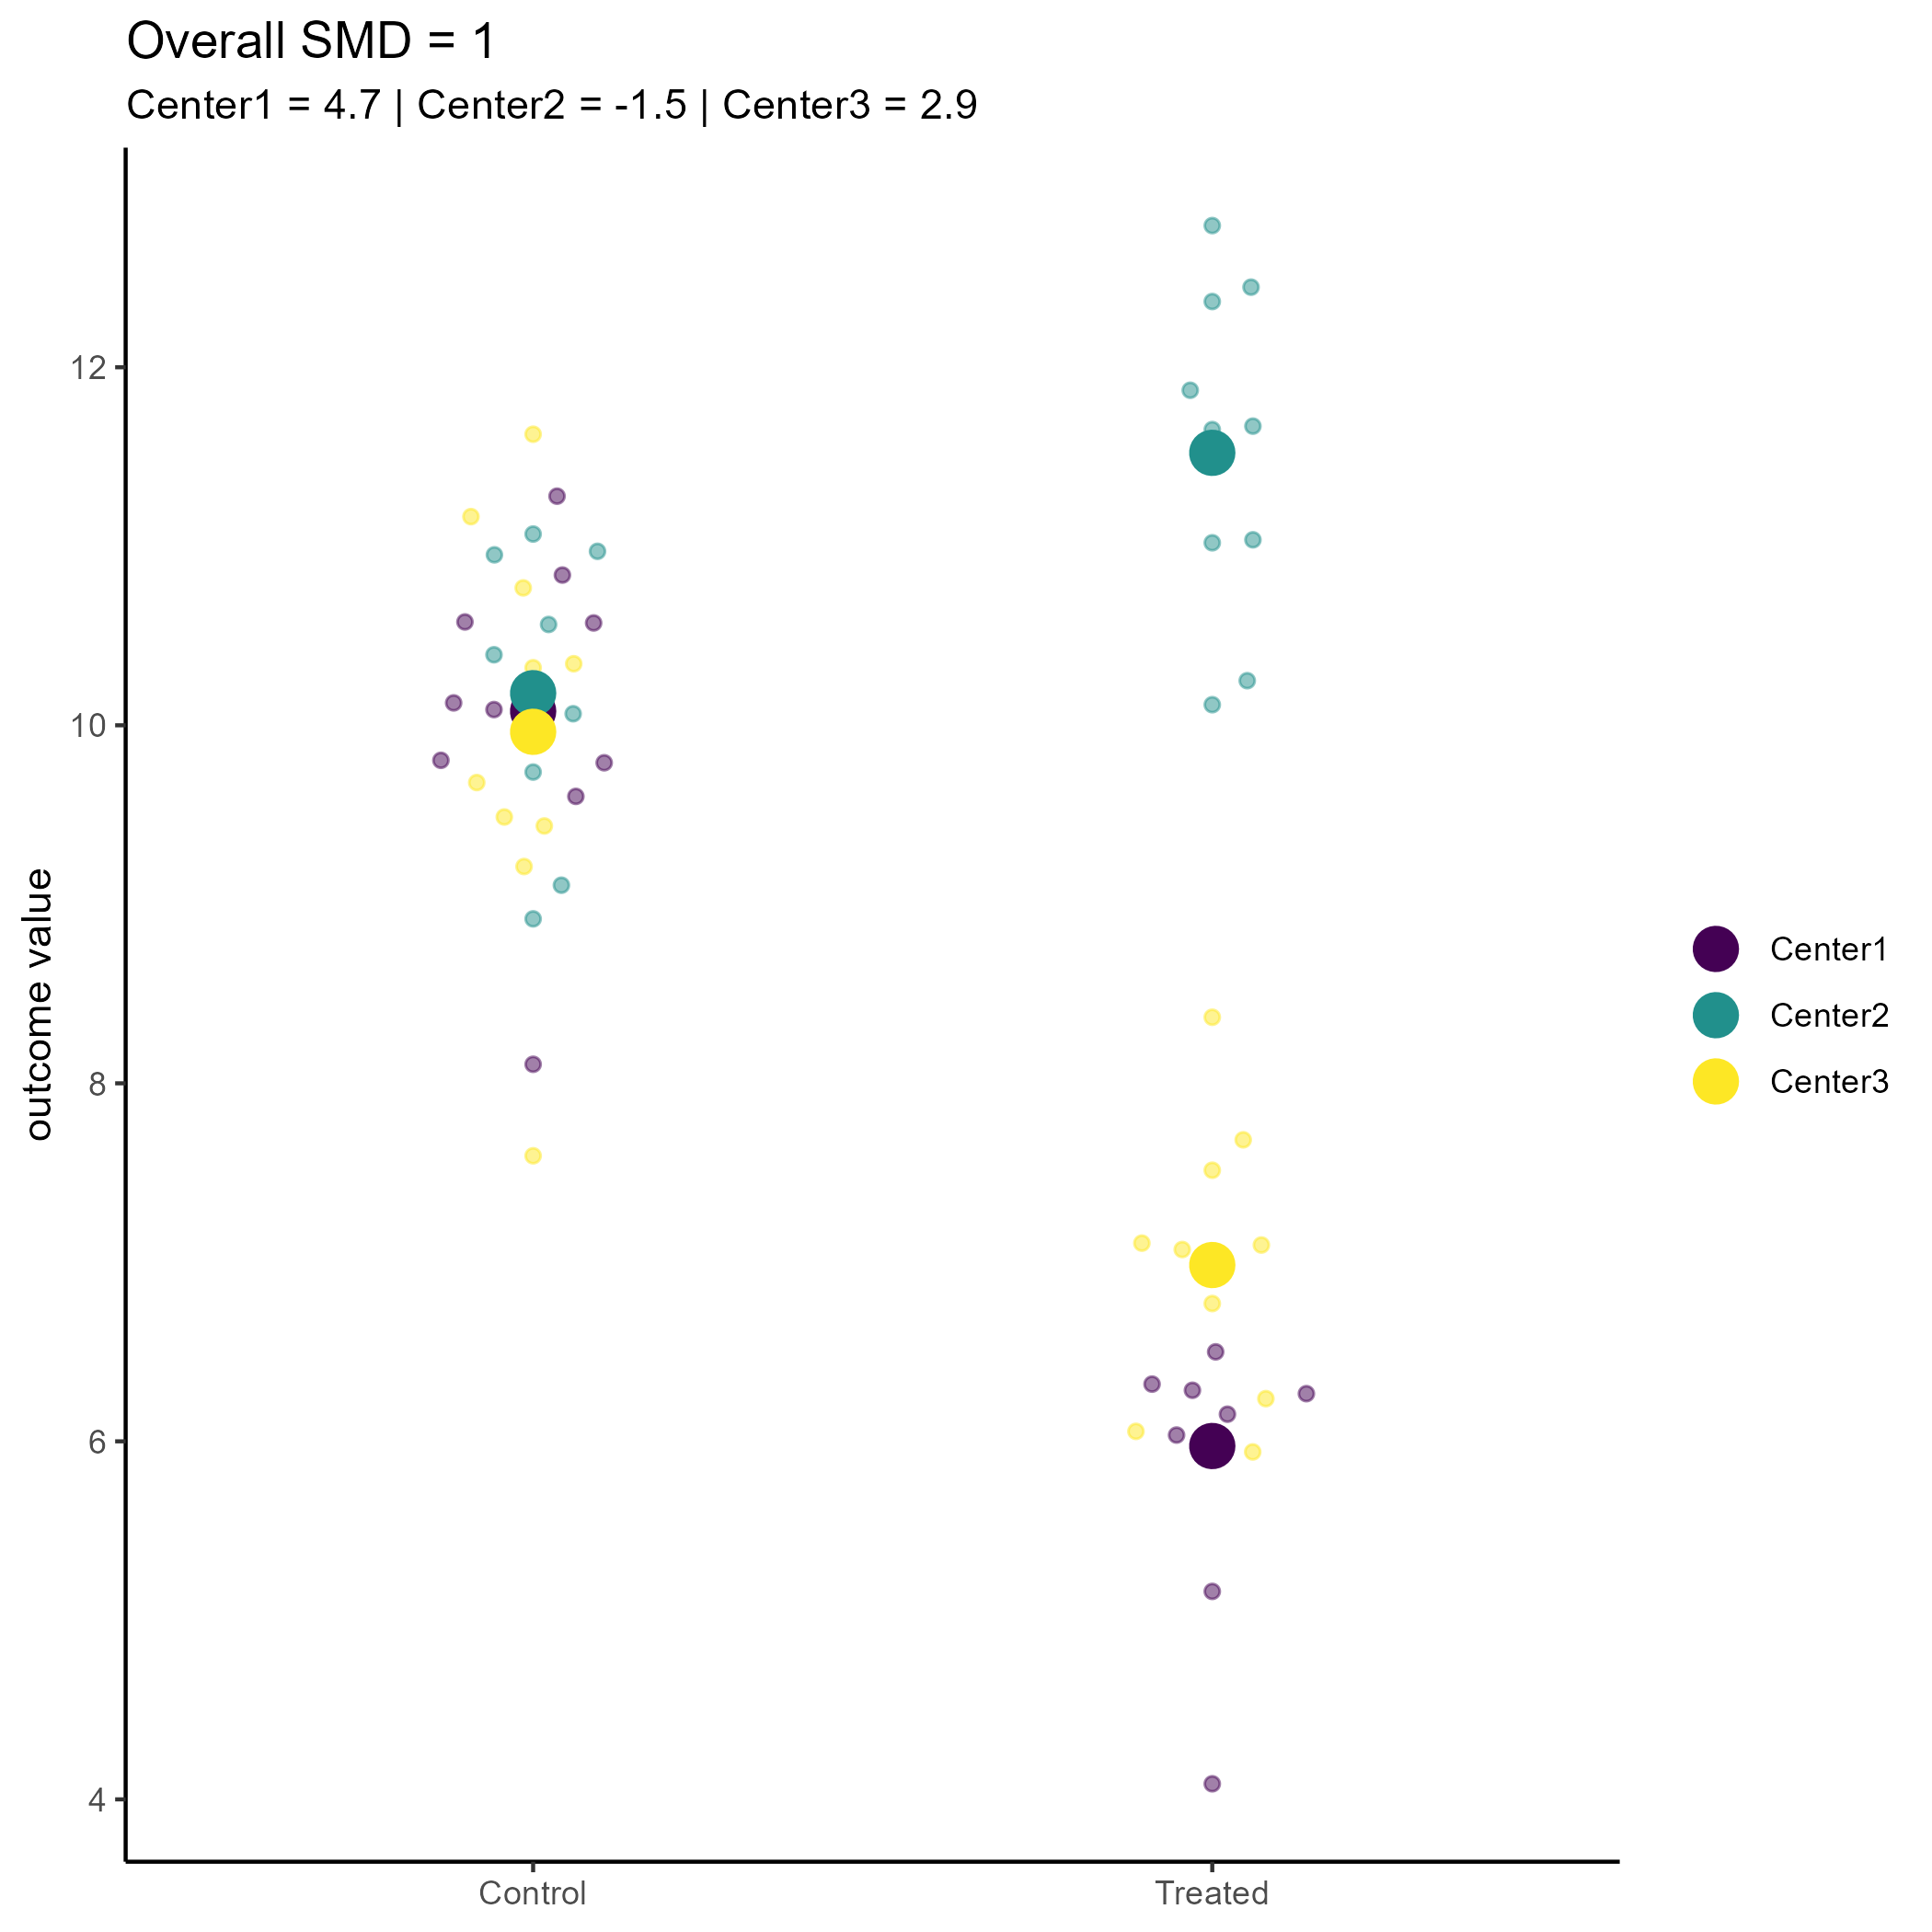 Overall SMD = 1
Center1 = 4.7 | Center2 = -1.5 | Center3 = 2.9
outcome value
12
10
8
6
4
Control
Treated
Center1
Center2
Center3